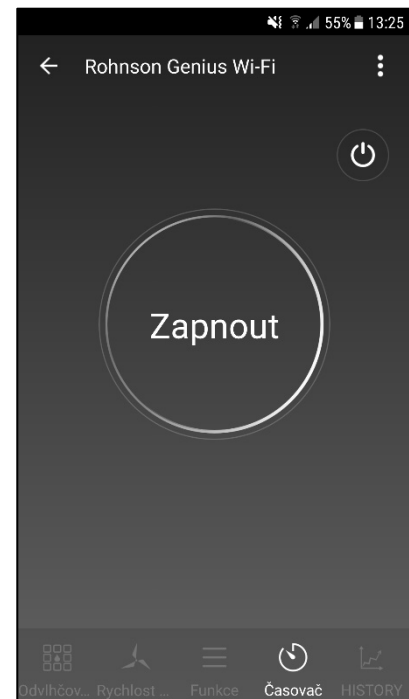 55% 13:25
Rohnson Genius Wi-Fi
Zapnout
Odvlhčov... Rychlost ... Funkce Časovač HISTORY